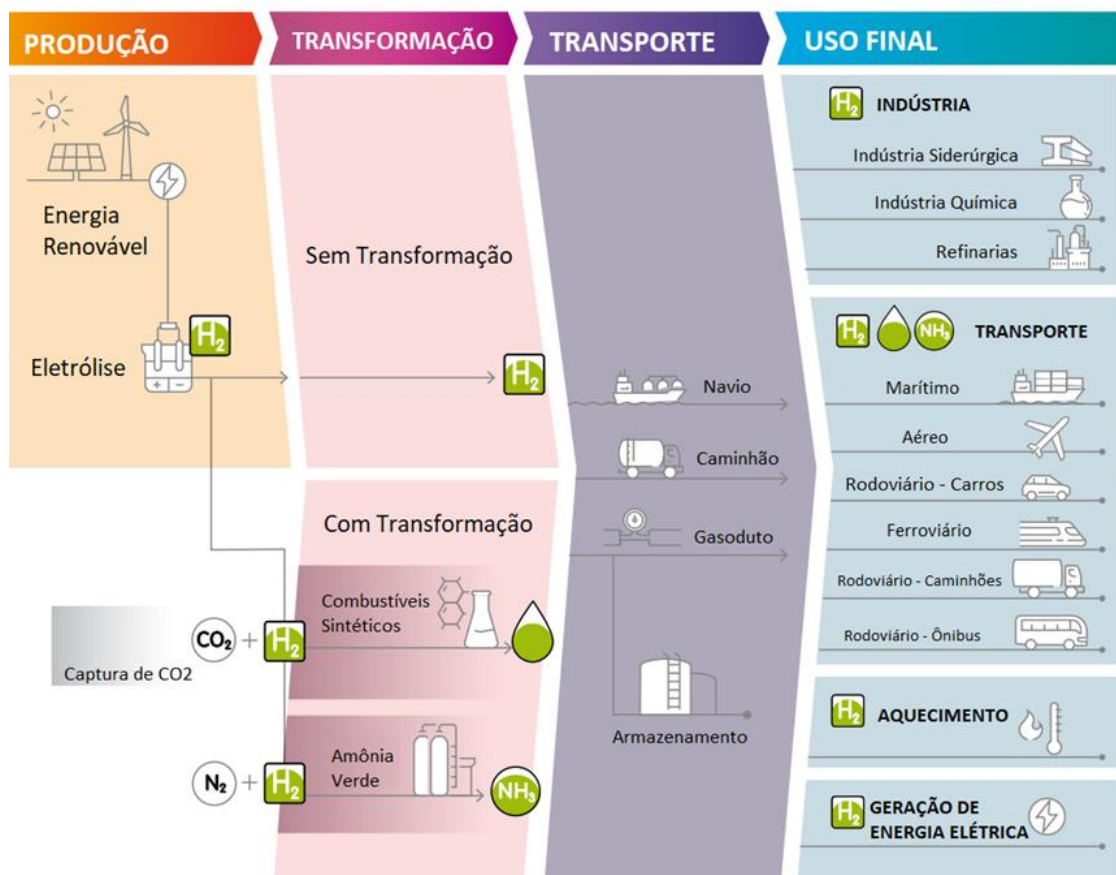 PRODUÇÃO
TRANSFORMAÇÃO
TRANSPORTE
USO FINAL
Energia
Renovável
Eletrólise
H₂
Sem Transformação
H₂
Com Transformação
Captura de CO2
CO₂ + H₂
Combustíveis
Sintéticos
N₂ + H₂
Amônia
Verde
NH₃
Navio
Caminhão
Gasoduto
Armazenamento
H₂ INDÚSTRIA
Indústria Siderúrgica
Indústria Química
Refinarias
H₂ NH₃ TRANSPORTE
Marítimo
Aéreo
Rodoviário - Carros
Ferroviário
Rodoviário - Caminhões
Rodoviário - Ônibus
H₂ AQUECIMENTO
H₂ GERAÇÃO DE
ENERGIA ELÉTRICA